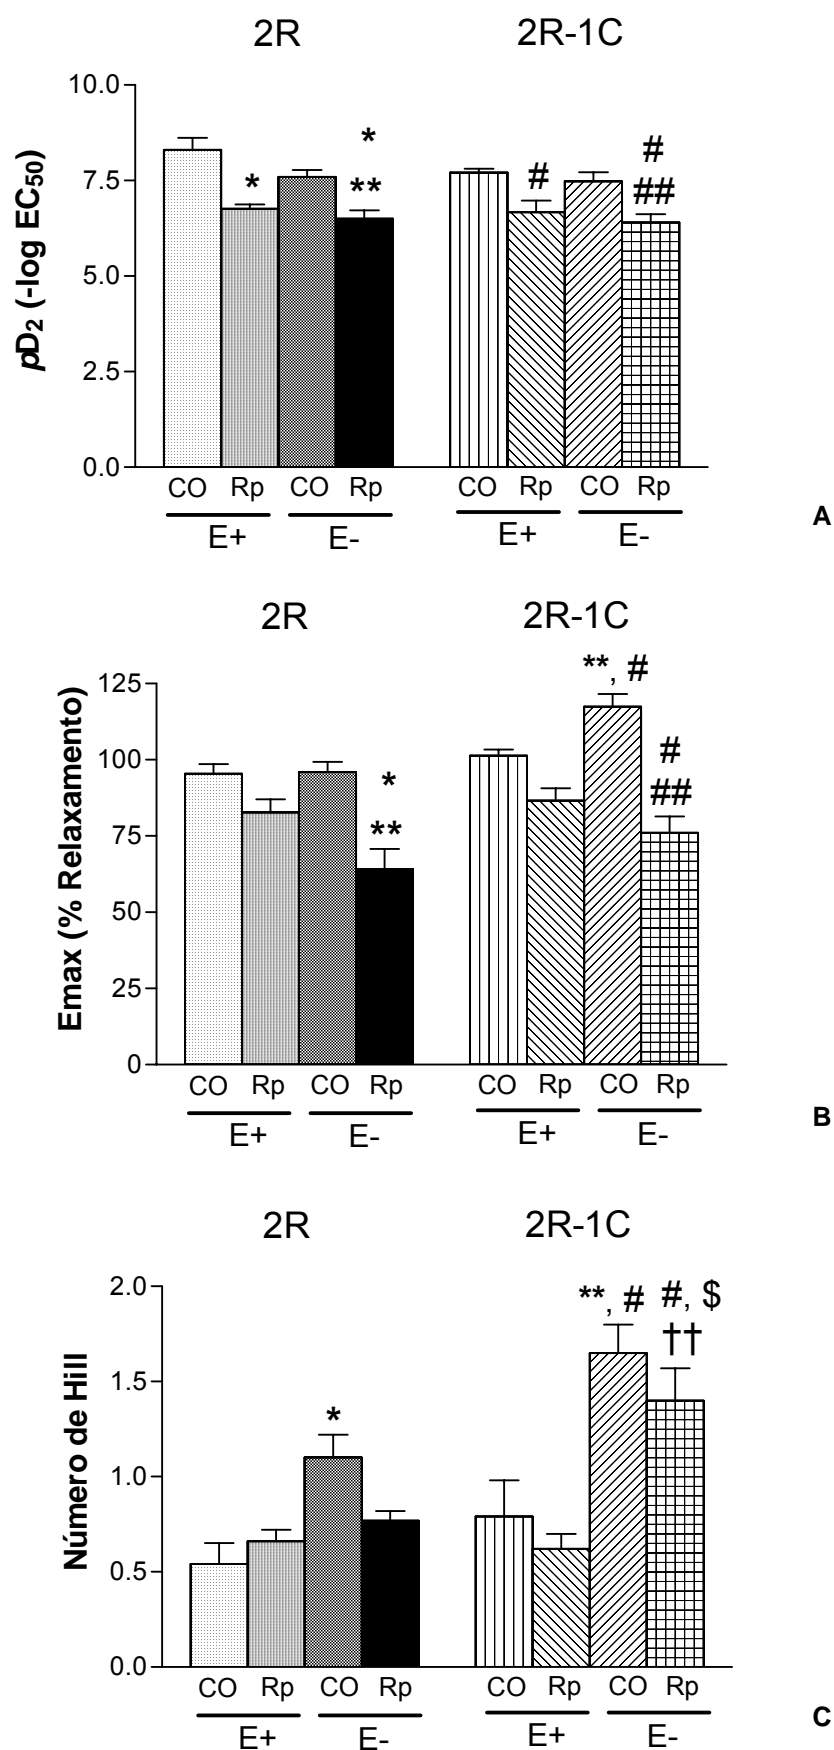 2R 2R-1C
10.0
7.5
5.0
2.5
0.0
pD2 (-log EC50)
* * ** # # ##
CO Rp CO Rp CO Rp CO Rp
E+ E- E+ E-
A
2R 2R-1C
125
100
75
50
25
0
Emax (% Relaxamento)
* ** **, # # ##
CO Rp CO Rp CO Rp CO Rp
E+ E- E+ E-
B
2R 2R-1C
2.0
1.5
1.0
0.5
0.0
Número de Hill
* **, # #, $ ††
CO Rp CO Rp CO Rp CO Rp
E+ E- E+ E-
C